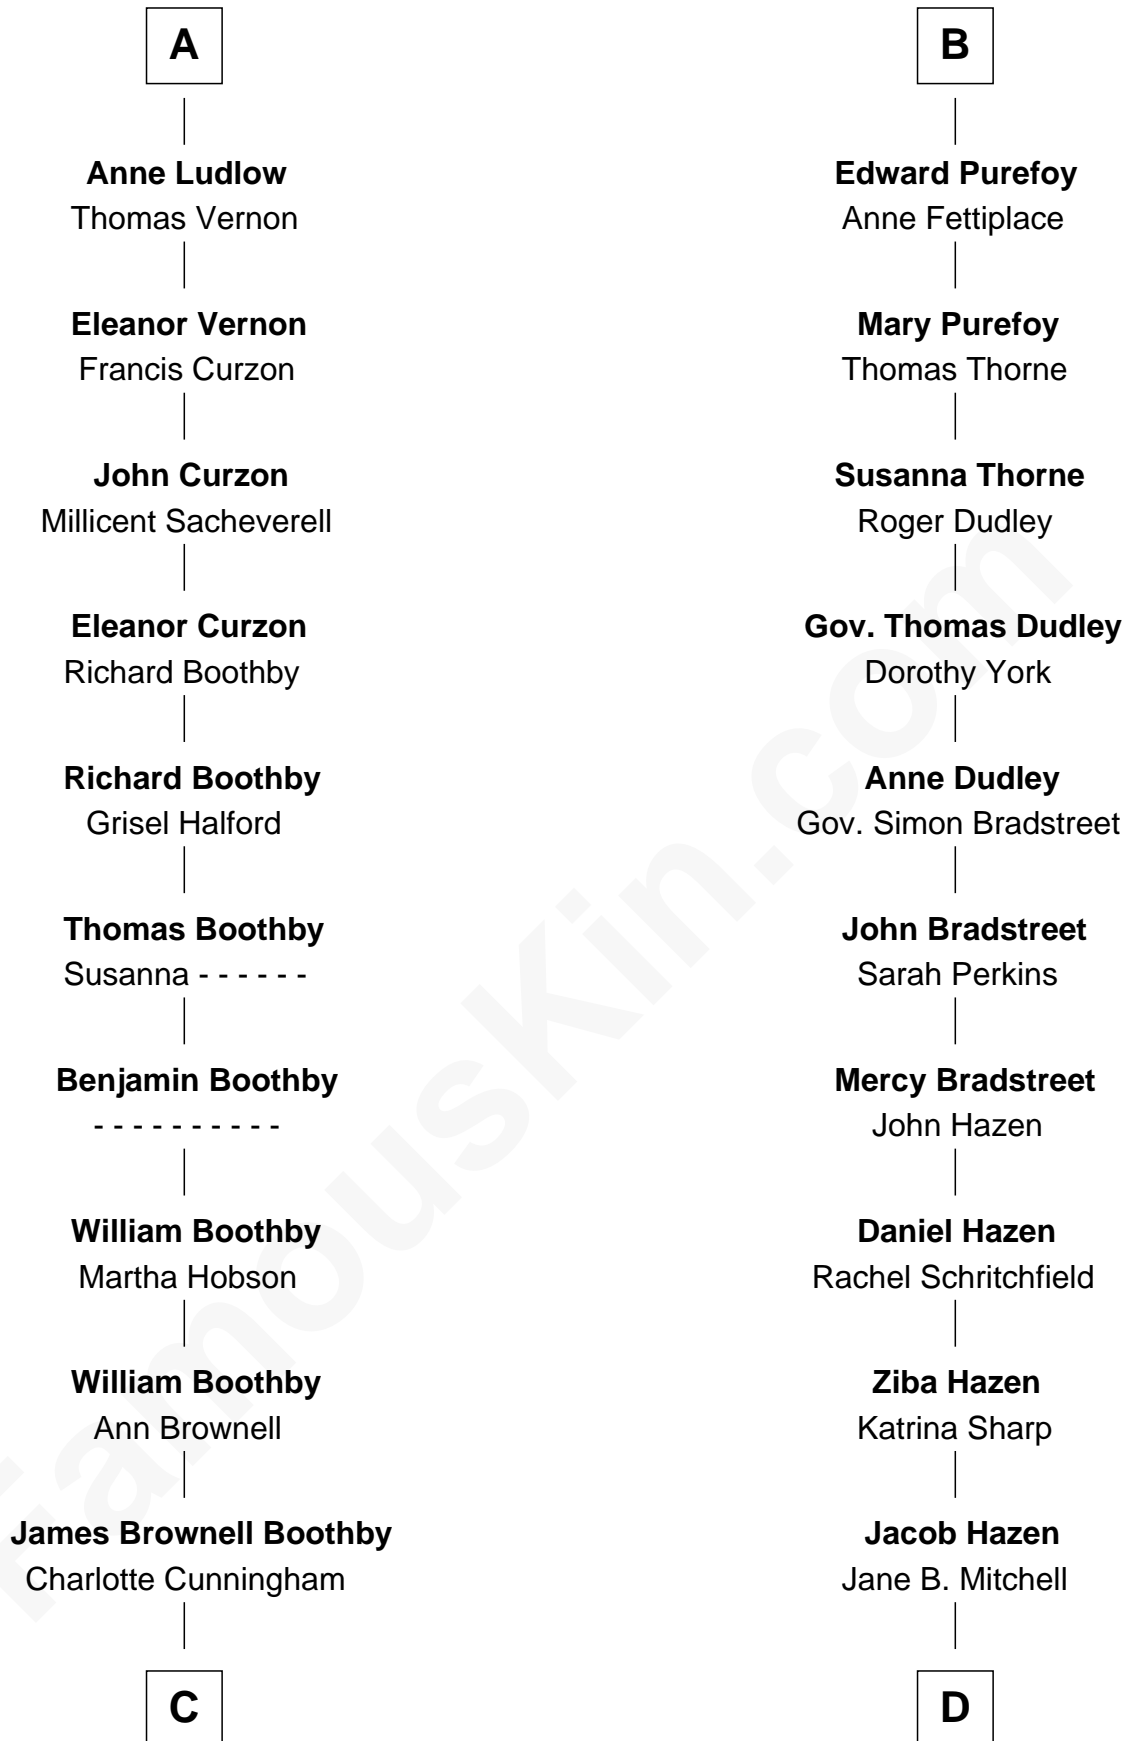 A
Anne Ludlow
Thomas Vernon
Eleanor Vernon
Francis Curzon
John Curzon
Millicent Sacheverell
Eleanor Curzon
Richard Boothby
Richard Boothby
Grisel Halford
Thomas Boothby
Susanna - - - - - -
Benjamin Boothby
- - - - - - - - - -
William Boothby
Martha Hobson
William Boothby
Ann Brownell
James Brownell Boothby
Charlotte Cunningham
C
B
Edward Purefoy
Anne Fettiplace
Mary Purefoy
Thomas Thorne
Susanna Thorne
Roger Dudley
Gov. Thomas Dudley
Dorothy York
Anne Dudley
Gov. Simon Bradstreet
John Bradstreet
Sarah Perkins
Mercy Bradstreet
John Hazen
Daniel Hazen
Rachel Schritchfield
Ziba Hazen
Katrina Sharp
Jacob Hazen
Jane B. Mitchell
D
FamousKin.com